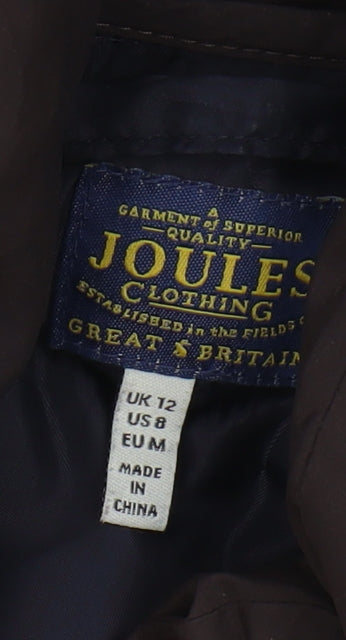 A
GARMENT of SUPERIOR
QUALITY
JOULES
CLOTHING
ESTABLISHED in the FIELDS
GREAT BRITAIN
UK 12
US 8
EU M
MADE
IN
CHINA